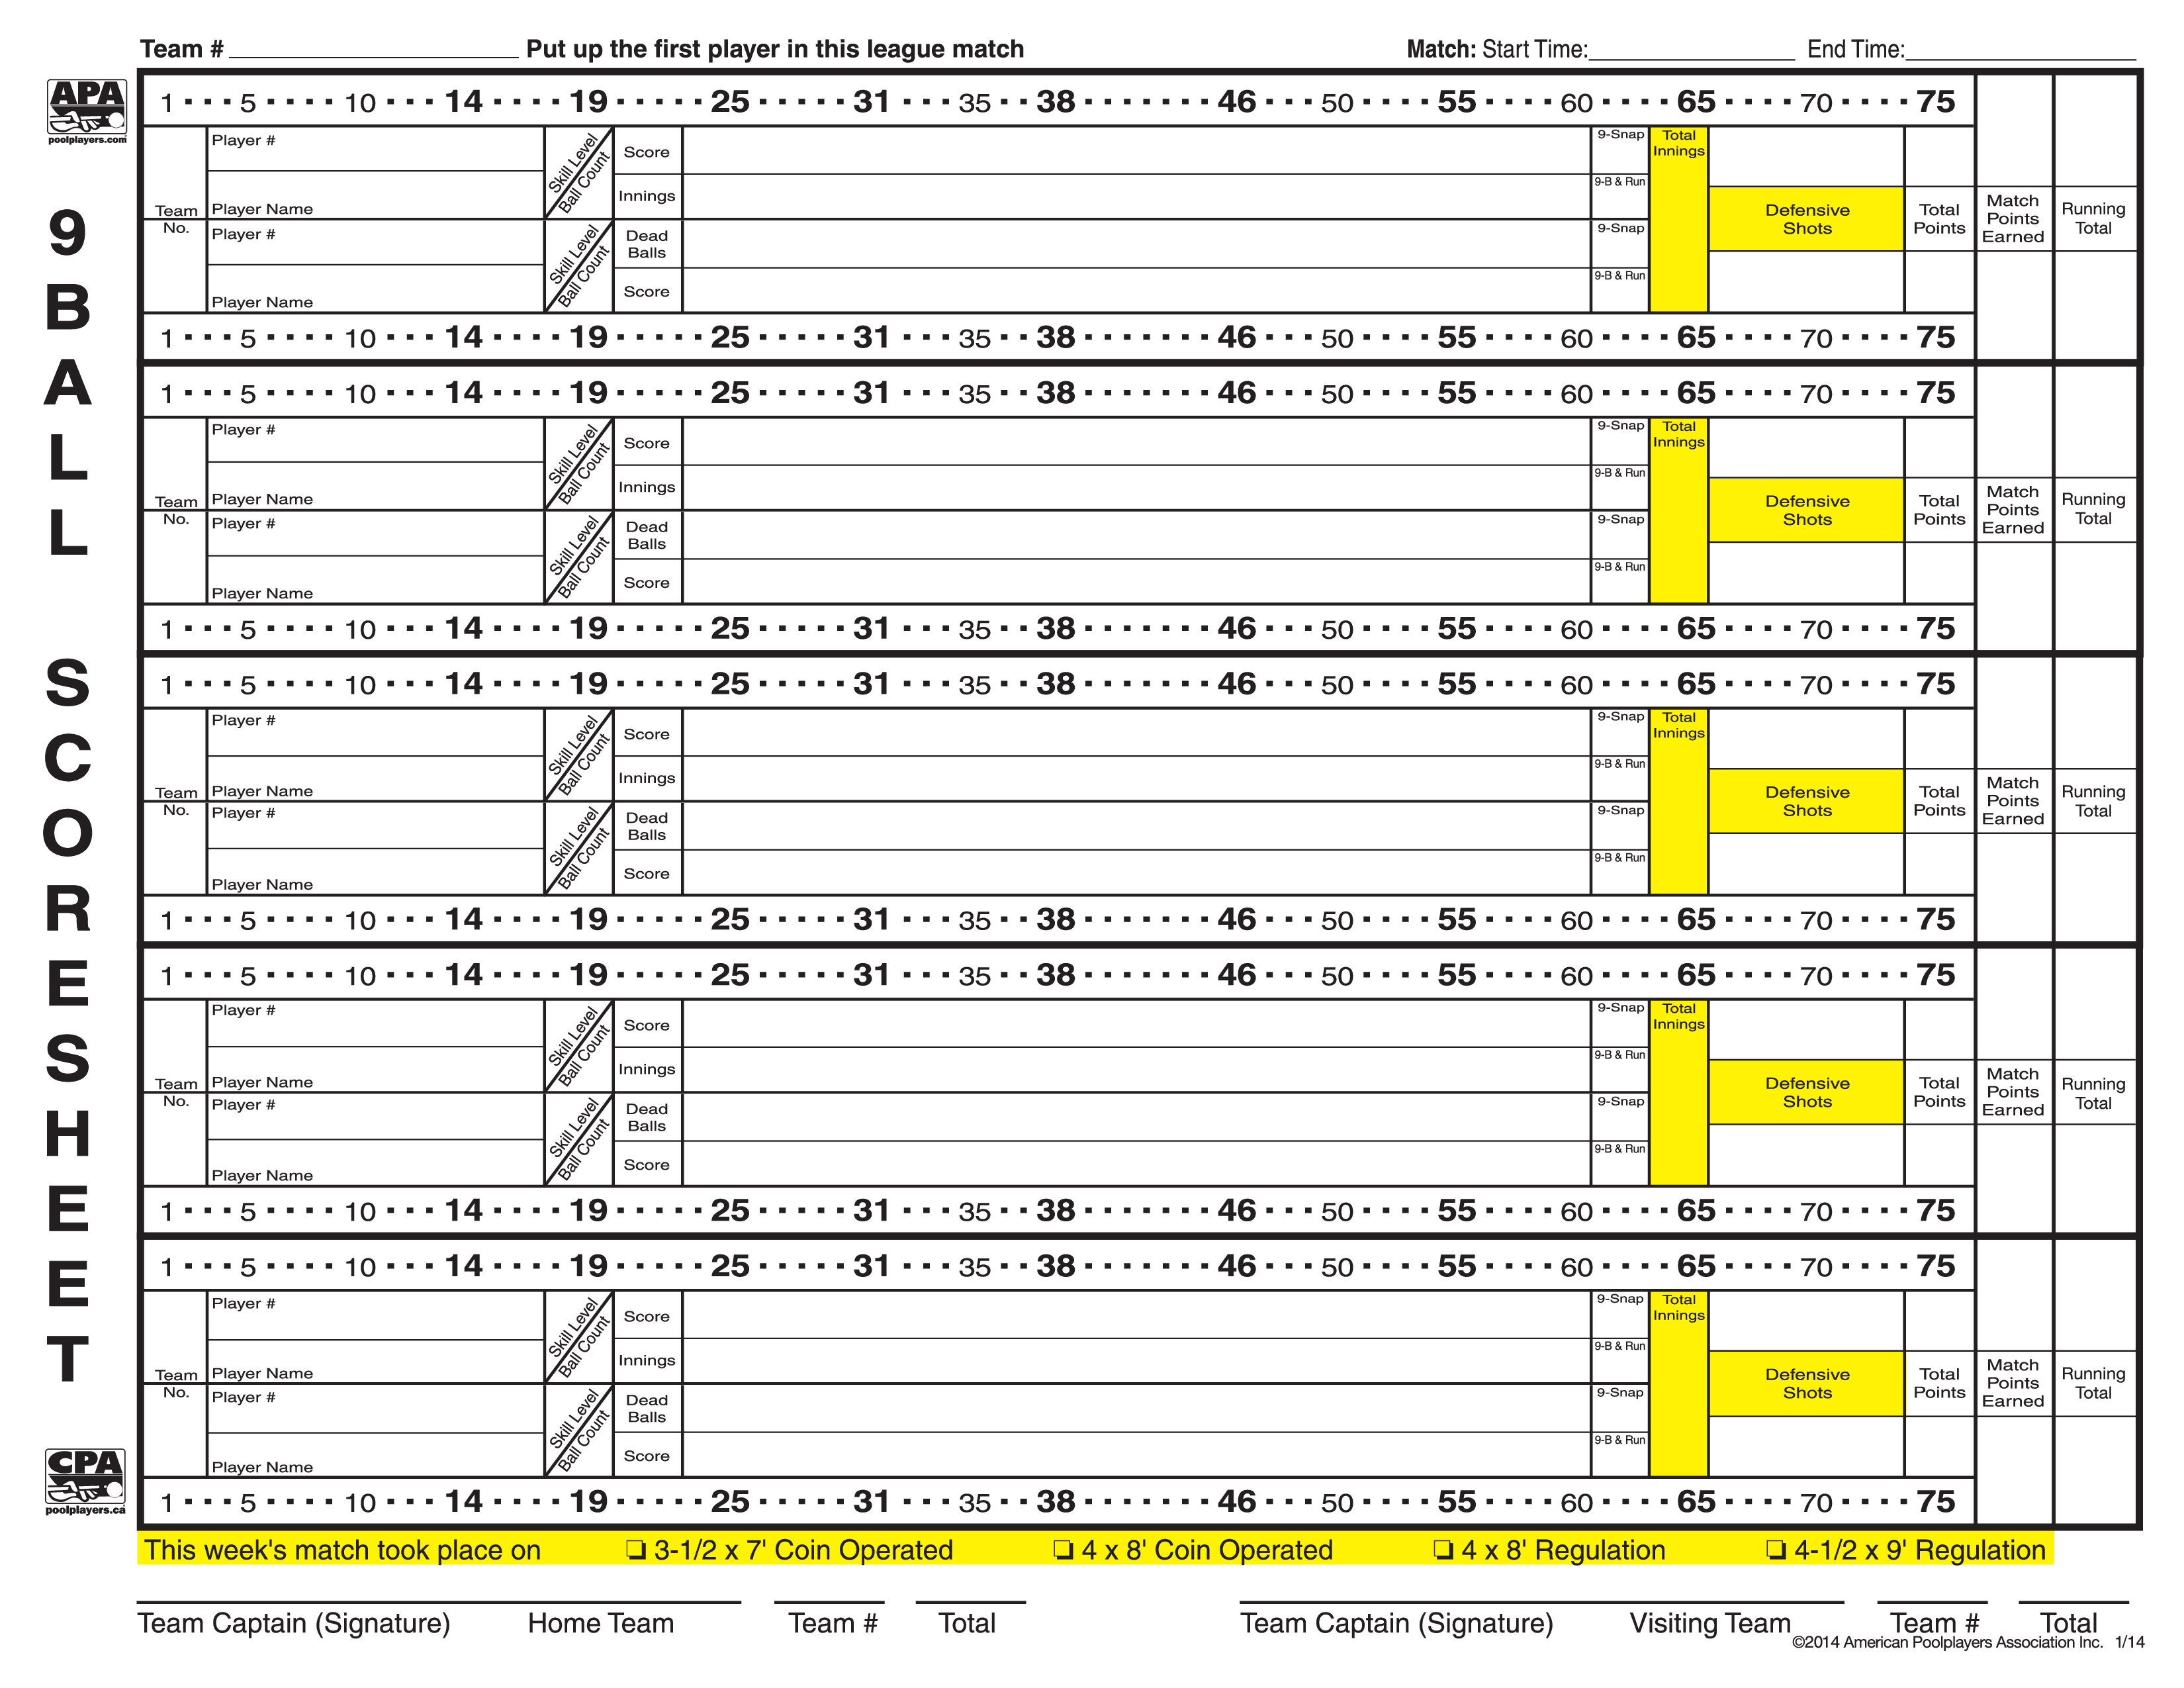 Team # ____________ Put up the first player in this league match Match: Start Time:____________ End Time:____________
APA
poolplayers.com
9 BALL SCORESHEET
1 · · · 5 · · · · 10 · · · 14 · · · · 19 · · · · · 25 · · · · · 31 · · · 35 · · 38 · · · · · · · 46 · · · 50 · · · · 55 · · · · 60 · · · · 65 · · · · 70 · · · · 75
Player # Skill Level Score 9-Snap Total Innings
Player Name Ball Count Innings 9-B & Run
Team No. Defensive Shots Total Points Match Points Earned Running Total
Player # Skill Level Dead Balls 9-Snap
Player Name Ball Count Score 9-B & Run
1 · · · 5 · · · · 10 · · · 14 · · · · 19 · · · · · 25 · · · · · 31 · · · 35 · · 38 · · · · · · · 46 · · · 50 · · · · 55 · · · · 60 · · · · 65 · · · · 70 · · · · 75
1 · · · 5 · · · · 10 · · · 14 · · · · 19 · · · · · 25 · · · · · 31 · · · 35 · · 38 · · · · · · · 46 · · · 50 · · · · 55 · · · · 60 · · · · 65 · · · · 70 · · · · 75
Player # Skill Level Score 9-Snap Total Innings
Player Name Ball Count Innings 9-B & Run
Team No. Defensive Shots Total Points Match Points Earned Running Total
Player # Skill Level Dead Balls 9-Snap
Player Name Ball Count Score 9-B & Run
1 · · · 5 · · · · 10 · · · 14 · · · · 19 · · · · · 25 · · · · · 31 · · · 35 · · 38 · · · · · · · 46 · · · 50 · · · · 55 · · · · 60 · · · · 65 · · · · 70 · · · · 75
1 · · · 5 · · · · 10 · · · 14 · · · · 19 · · · · · 25 · · · · · 31 · · · 35 · · 38 · · · · · · · 46 · · · 50 · · · · 55 · · · · 60 · · · · 65 · · · · 70 · · · · 75
Player # Skill Level Score 9-Snap Total Innings
Player Name Ball Count Innings 9-B & Run
Team No. Defensive Shots Total Points Match Points Earned Running Total
Player # Skill Level Dead Balls 9-Snap
Player Name Ball Count Score 9-B & Run
1 · · · 5 · · · · 10 · · · 14 · · · · 19 · · · · · 25 · · · · · 31 · · · 35 · · 38 · · · · · · · 46 · · · 50 · · · · 55 · · · · 60 · · · · 65 · · · · 70 · · · · 75
1 · · · 5 · · · · 10 · · · 14 · · · · 19 · · · · · 25 · · · · · 31 · · · 35 · · 38 · · · · · · · 46 · · · 50 · · · · 55 · · · · 60 · · · · 65 · · · · 70 · · · · 75
Player # Skill Level Score 9-Snap Total Innings
Player Name Ball Count Innings 9-B & Run
Team No. Defensive Shots Total Points Match Points Earned Running Total
Player # Skill Level Dead Balls 9-Snap
Player Name Ball Count Score 9-B & Run
1 · · · 5 · · · · 10 · · · 14 · · · · 19 · · · · · 25 · · · · · 31 · · · 35 · · 38 · · · · · · · 46 · · · 50 · · · · 55 · · · · 60 · · · · 65 · · · · 70 · · · · 75
1 · · · 5 · · · · 10 · · · 14 · · · · 19 · · · · · 25 · · · · · 31 · · · 35 · · 38 · · · · · · · 46 · · · 50 · · · · 55 · · · · 60 · · · · 65 · · · · 70 · · · · 75
Player # Skill Level Score 9-Snap Total Innings
Player Name Ball Count Innings 9-B & Run
Team No. Defensive Shots Total Points Match Points Earned Running Total
Player # Skill Level Dead Balls 9-Snap
Player Name Ball Count Score 9-B & Run
1 · · · 5 · · · · 10 · · · 14 · · · · 19 · · · · · 25 · · · · · 31 · · · 35 · · 38 · · · · · · · 46 · · · 50 · · · · 55 · · · · 60 · · · · 65 · · · · 70 · · · · 75
CPA
poolplayers.ca
This week's match took place on ❏ 3-1/2 x 7' Coin Operated ❏ 4 x 8' Coin Operated ❏ 4 x 8' Regulation ❏ 4-1/2 x 9' Regulation
Team Captain (Signature) Home Team Team # Total Team Captain (Signature) Visiting Team Team # Total
©2014 American Poolplayers Association Inc. 1/14